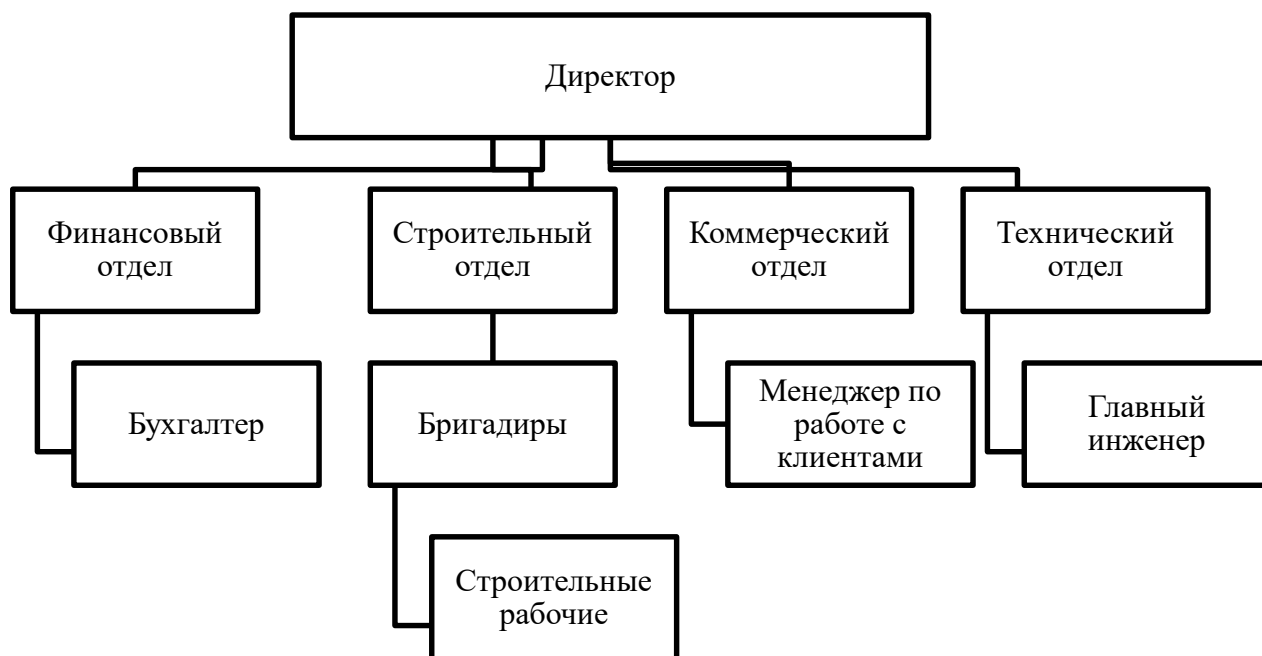 Директор
Финансовый
отдел
Строительный
отдел
Коммерческий
отдел
Технический
отдел
Бухгалтер
Бригадиры
Менеджер по
работе с
клиентами
Главный
инженер
Строительные
рабочие